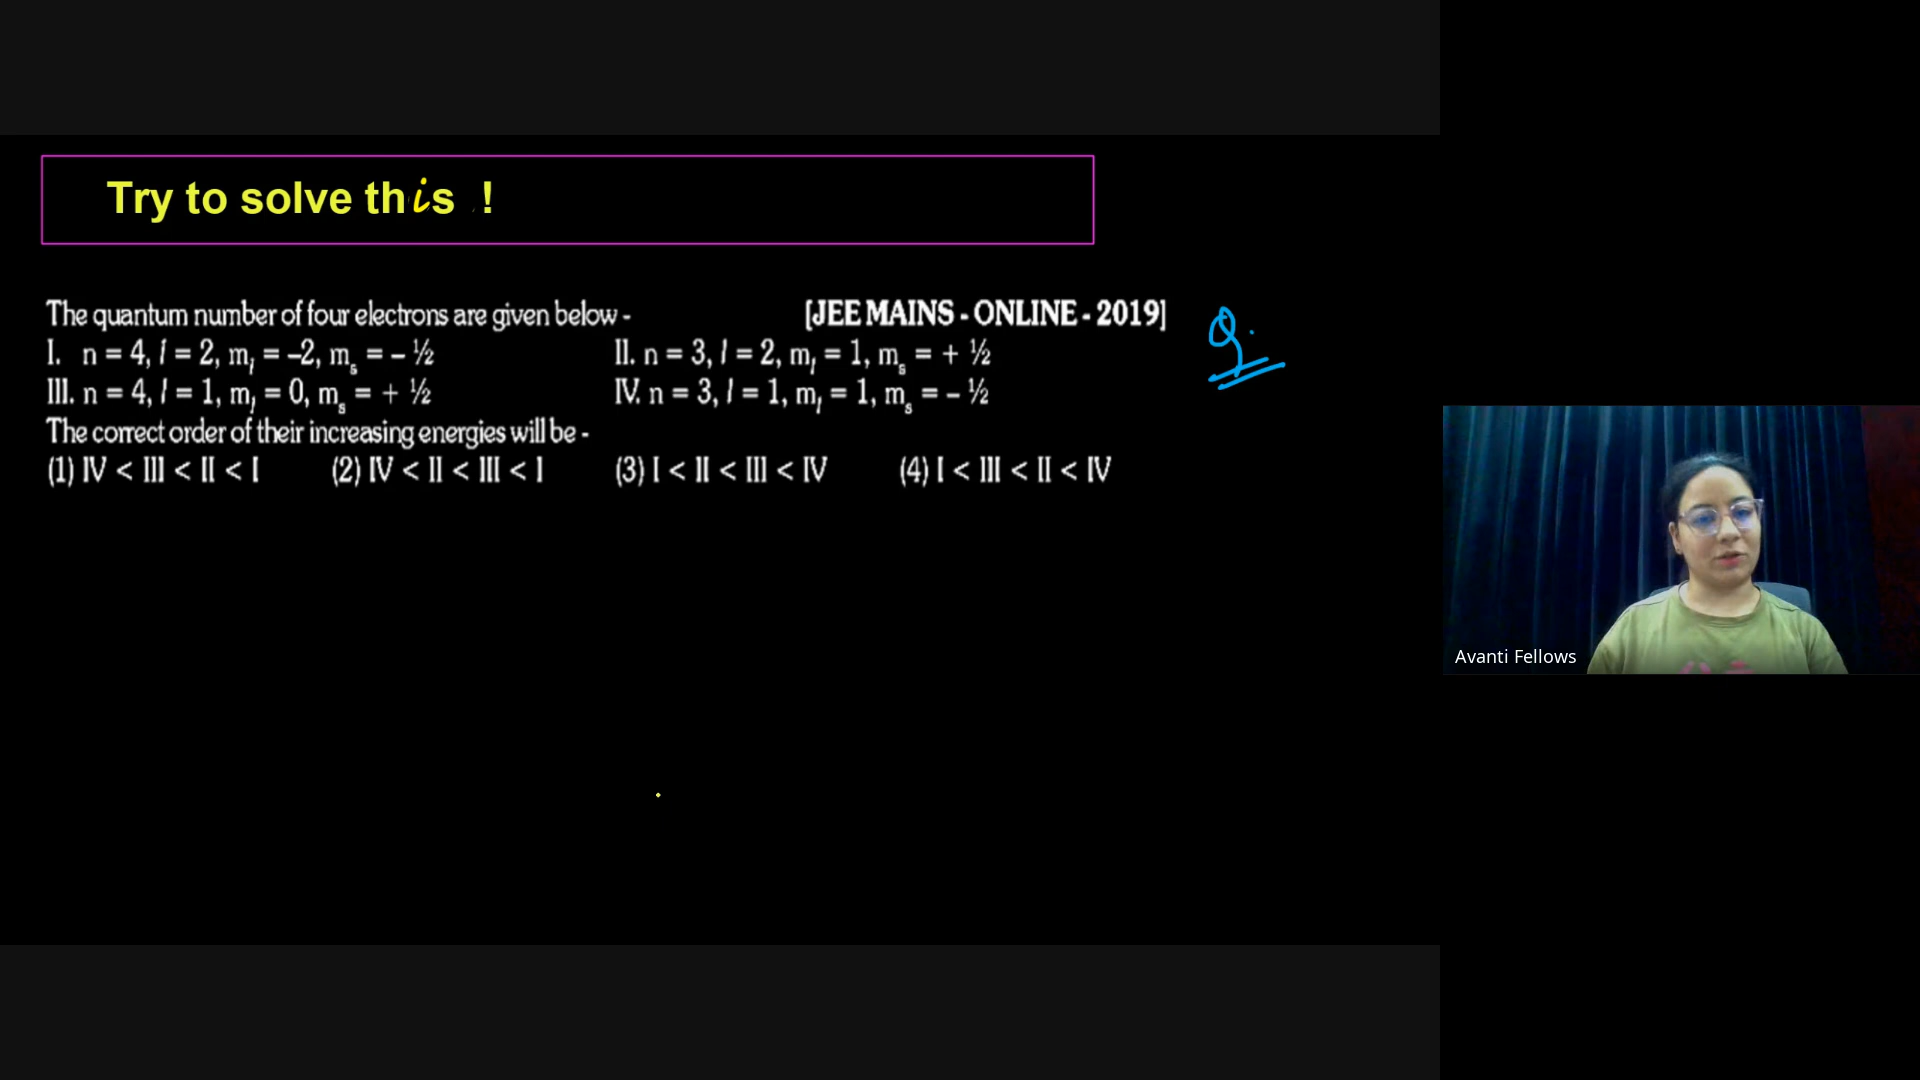 Try to solve this !
The quantum number of four electrons are given below - [JEE MAINS - ONLINE - 2019]
I. n = 4, l = 2, mₗ = –2, mₛ = – ½ II. n = 3, l = 2, mₗ = 1, mₛ = + ½
III. n = 4, l = 1, mₗ = 0, mₛ = + ½ IV. n = 3, l = 1, mₗ = 1, mₛ = – ½
The correct order of their increasing energies will be -
(1) IV < III < II < I (2) IV < II < III < I (3) I < II < III < IV (4) I < III < II < IV
Q.
Avanti Fellows